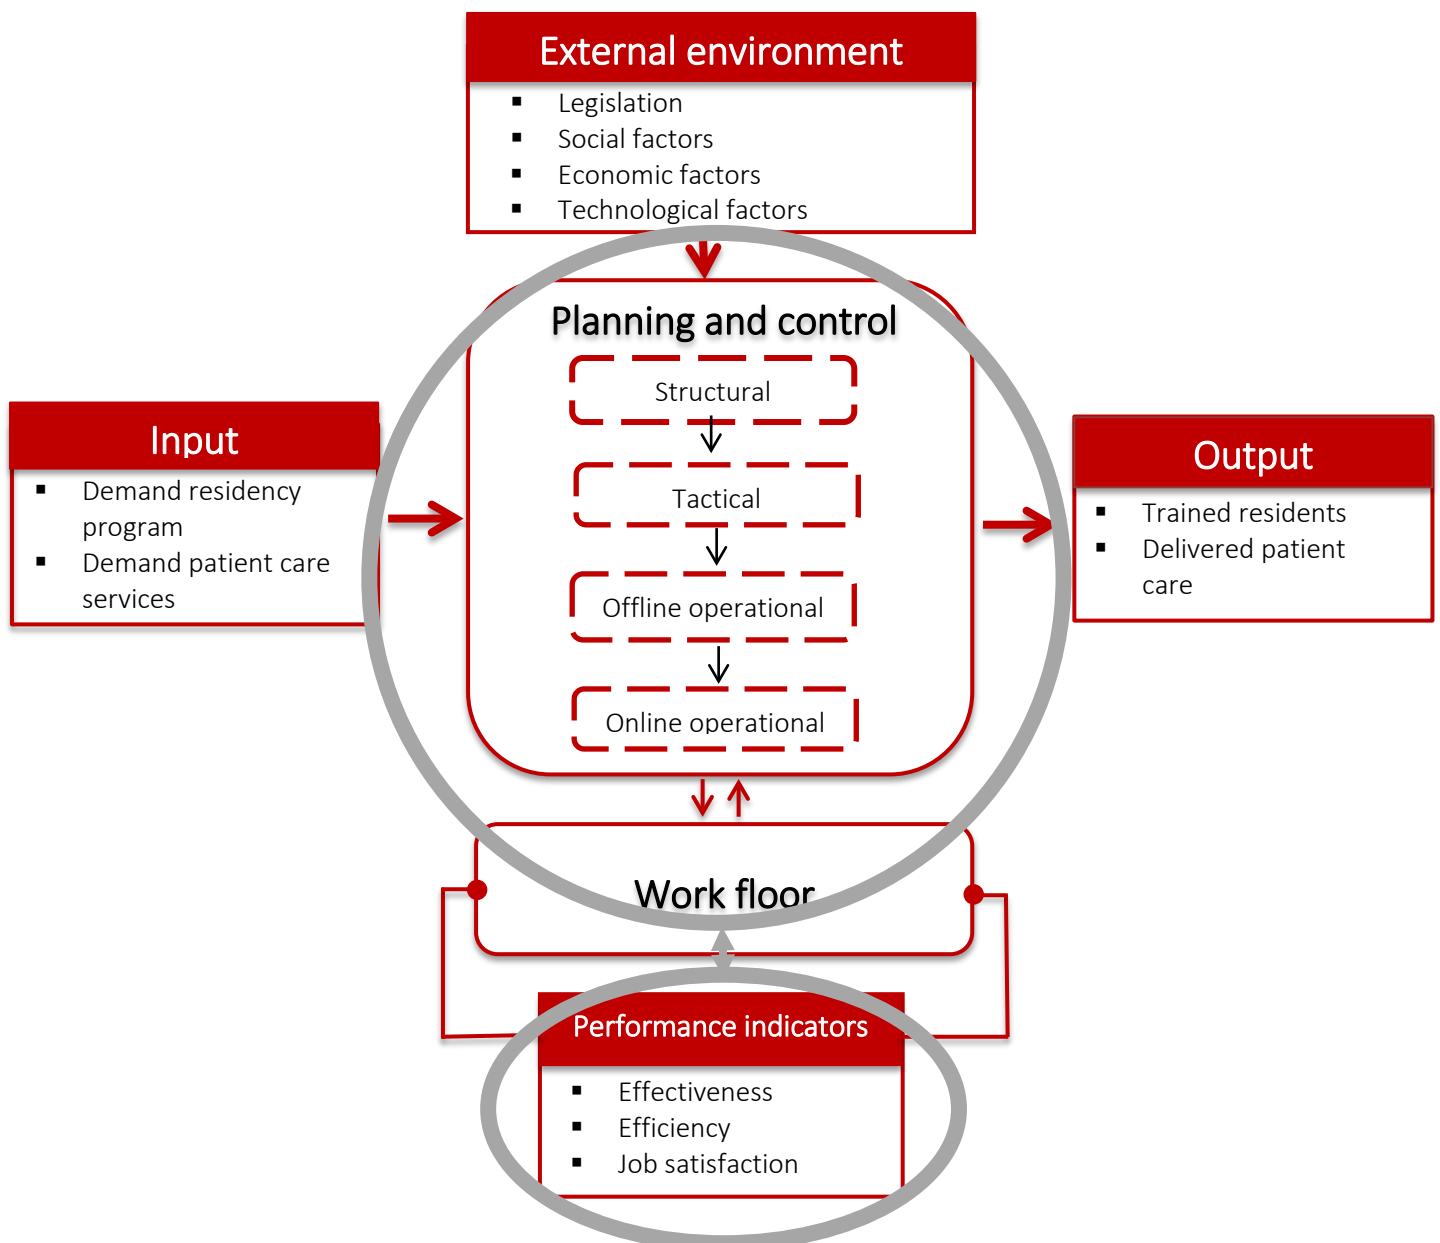 External environment
▪ Legislation
▪ Social factors
▪ Economic factors
▪ Technological factors
Planning and control
Structural
Tactical
Offline operational
Online operational
Input
▪ Demand residency
program
▪ Demand patient care
services
Output
▪ Trained residents
▪ Delivered patient
care
Work floor
Performance indicators
▪ Effectiveness
▪ Efficiency
▪ Job satisfaction